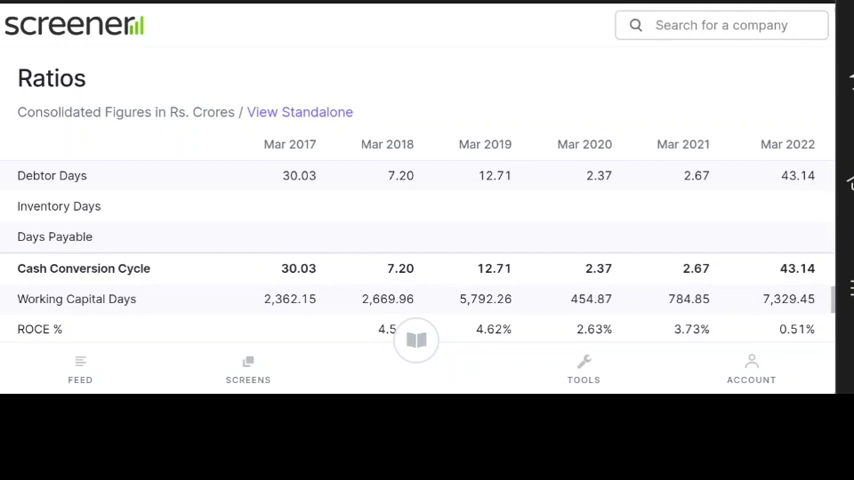 screener
Search for a company
Ratios
Consolidated Figures in Rs. Crores / View Standalone
Mar 2017 Mar 2018 Mar 2019 Mar 2020 Mar 2021 Mar 2022
Debtor Days 30.03 7.20 12.71 2.37 2.67 43.14
Inventory Days
Days Payable
Cash Conversion Cycle 30.03 7.20 12.71 2.37 2.67 43.14
Working Capital Days 2,362.15 2,669.96 5,792.26 454.87 784.85 7,329.45
ROCE % 4.62% 2.63% 3.73% 0.51%
FEED SCREENS TOOLS ACCOUNT